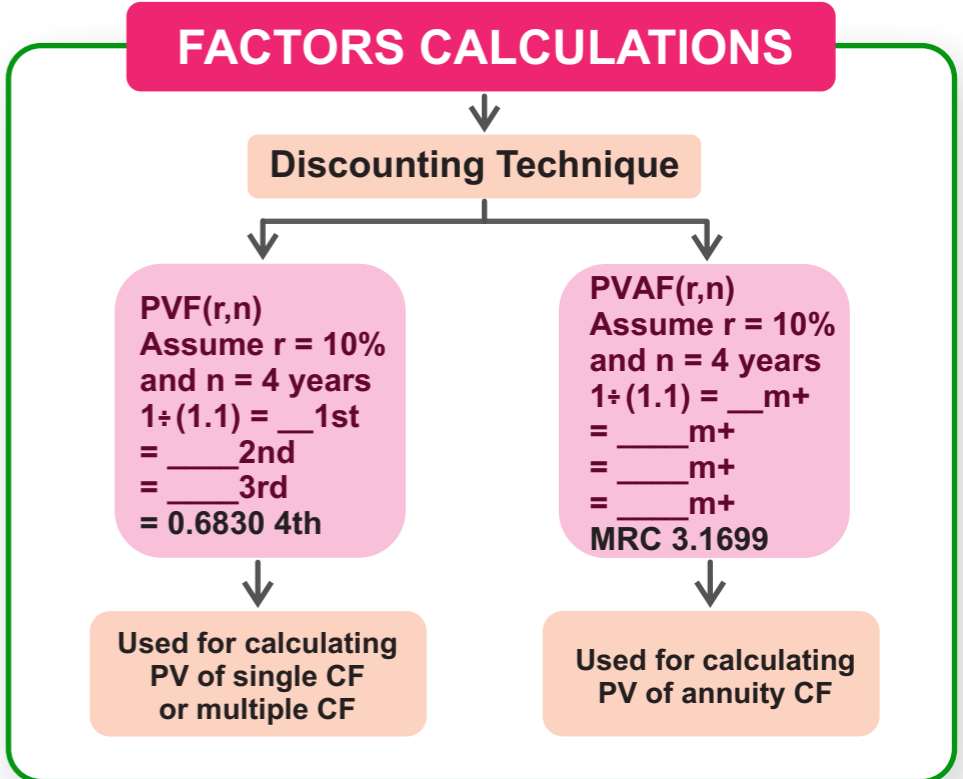 FACTORS CALCULATIONS
Discounting Technique
PVF(r,n)
Assume r = 10%
and n = 4 years
1÷(1.1) = __1st
= ____2nd
= ____3rd
= 0.6830 4th
PVAF(r,n)
Assume r = 10%
and n = 4 years
1÷(1.1) = __m+
= ____m+
= ____m+
= ____m+
MRC 3.1699
Used for calculating
PV of single CF
or multiple CF
Used for calculating
PV of annuity CF